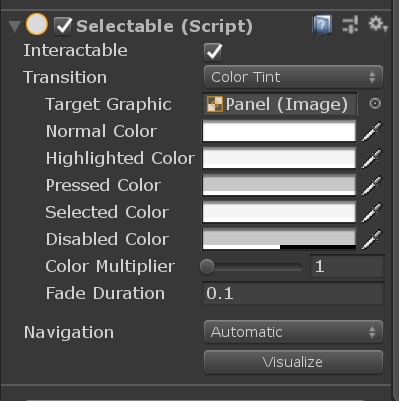 Selectable (Script)
Interactable
Transition Color Tint
Target Graphic Panel (Image)
Normal Color
Highlighted Color
Pressed Color
Selected Color
Disabled Color
Color Multiplier 1
Fade Duration 0.1
Navigation Automatic
Visualize